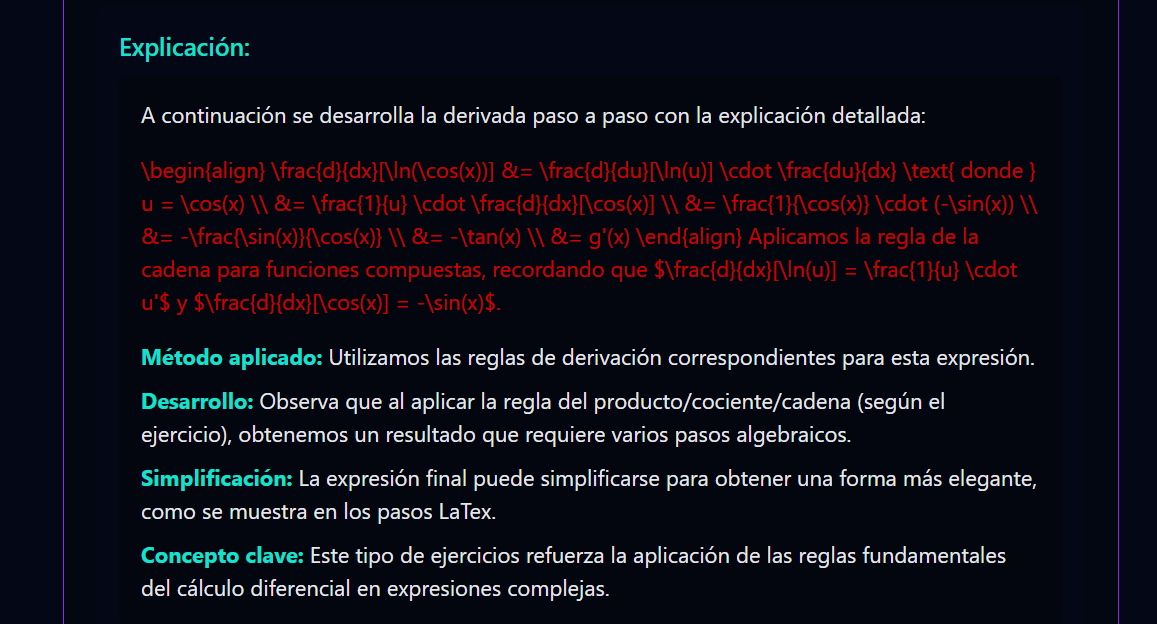 Explicación:
A continuación se desarrolla la derivada paso a paso con la explicación detallada:
\begin{align} \frac{d}{dx}[\ln(\cos(x))] &= \frac{d}{du}[\ln(u)] \cdot \frac{du}{dx} \text{ donde }
u = \cos(x) \\ &= \frac{1}{u} \cdot \frac{d}{dx}[\cos(x)] \\ &= \frac{1}{\cos(x)} \cdot (-\sin(x)) \\
&= -\frac{\sin(x)}{\cos(x)} \\ &= -\tan(x) \\ &= g'(x) \end{align} Aplicamos la regla de la
cadena para funciones compuestas, recordando que $\frac{d}{dx}[\ln(u)] = \frac{1}{u} \cdot
u'$ y $\frac{d}{dx}[\cos(x)] = -\sin(x)$.
Método aplicado: Utilizamos las reglas de derivación correspondientes para esta expresión.
Desarrollo: Observa que al aplicar la regla del producto/cociente/cadena (según el
ejercicio), obtenemos un resultado que requiere varios pasos algebraicos.
Simplificación: La expresión final puede simplificarse para obtener una forma más elegante,
como se muestra en los pasos LaTex.
Concepto clave: Este tipo de ejercicios refuerza la aplicación de las reglas fundamentales
del cálculo diferencial en expresiones complejas.